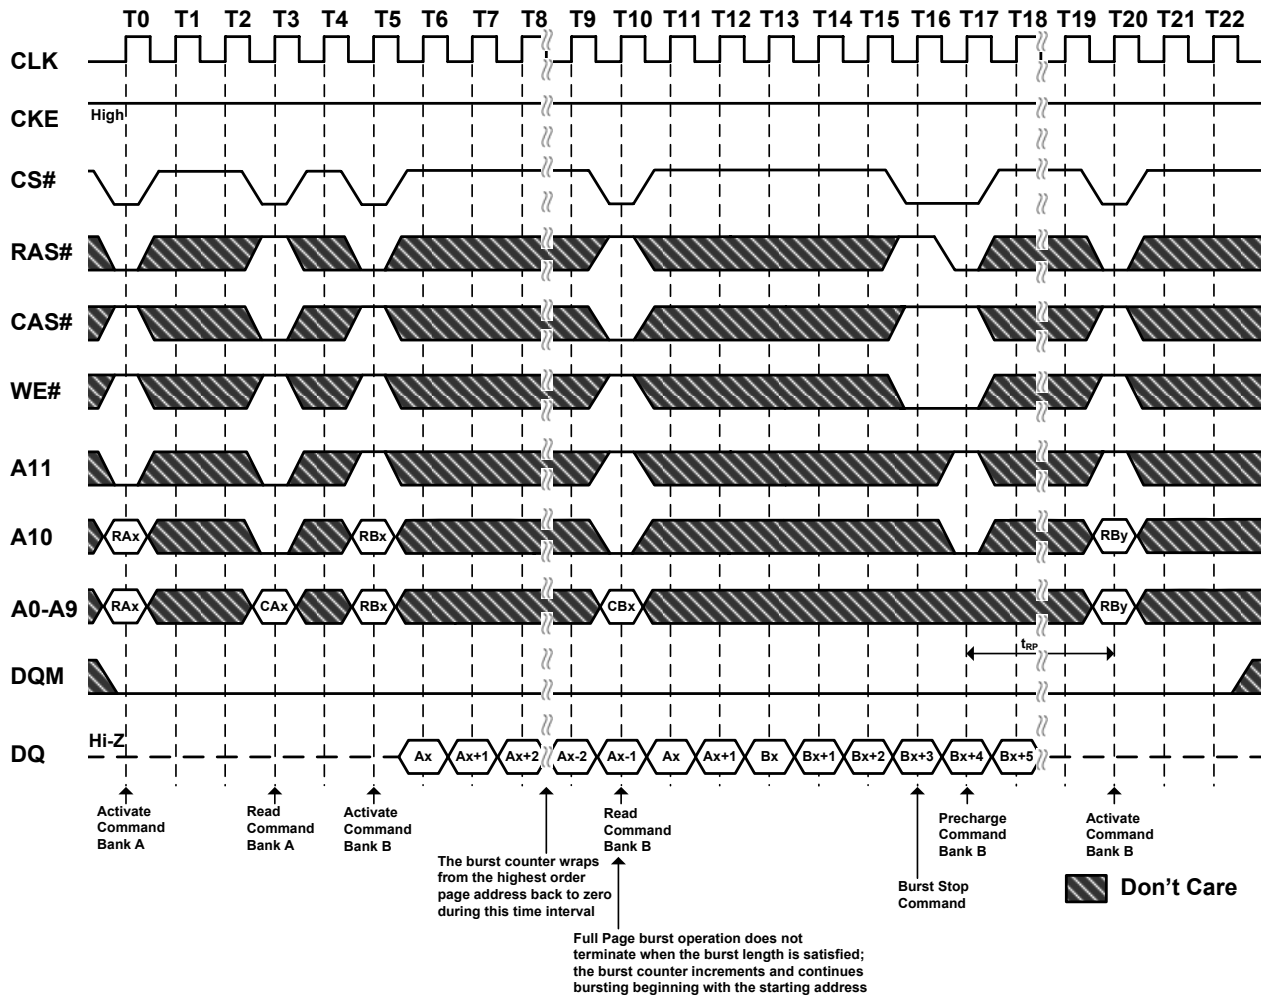 T0 T1 T2 T3 T4 T5 T6 T7 T8 T9 T10 T11 T12 T13 T14 T15 T16 T17 T18 T19 T20 T21 T22
CLK
CKE High
CS#
RAS#
CAS#
WE#
A11
A10 RAx RBx RBy
A0-A9 RAx CAx RBx CBx RBy
tRP
DQM
DQ Hi-Z Ax Ax+1 Ax+2 Ax-2 Ax-1 Ax Ax+1 Bx Bx+1 Bx+2 Bx+3 Bx+4 Bx+5
Activate
Command
Bank A
Read
Command
Bank A
Activate
Command
Bank B
The burst counter wraps
from the highest order
page address back to zero
during this time interval
Read
Command
Bank B
Full Page burst operation does not
terminate when the burst length is satisfied;
the burst counter increments and continues
bursting beginning with the starting address
Burst Stop
Command
Precharge
Command
Bank B
Activate
Command
Bank B
Don't Care